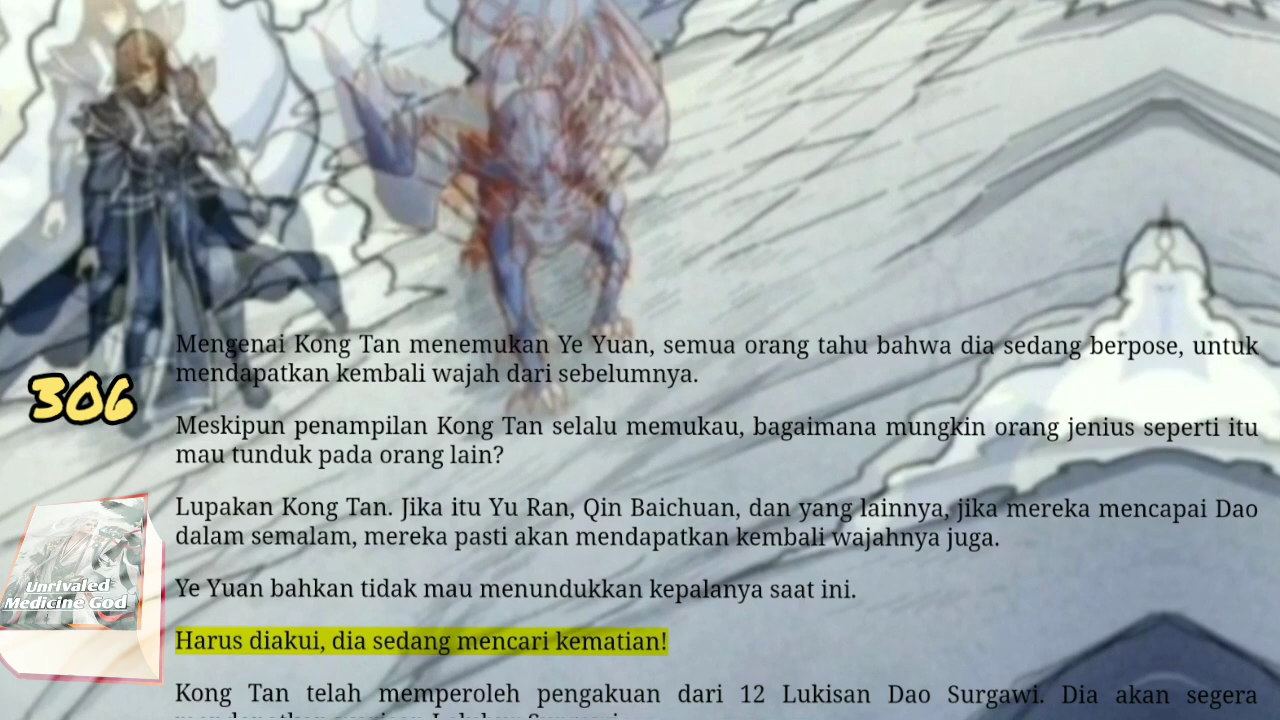 Mengenai Kong Tan menemukan Ye Yuan, semua orang tahu bahwa dia sedang berpose, untuk
mendapatkan kembali wajah dari sebelumnya.
Meskipun penampilan Kong Tan selalu memukau, bagaimana mungkin orang jenius seperti itu
mau tunduk pada orang lain?
306
Lupakan Kong Tan. Jika itu Yu Ran, Qin Baichuan, dan yang lainnya, jika mereka mencapai Dao
dalam semalam, mereka pasti akan mendapatkan kembali wajahnya juga.
Ye Yuan bahkan tidak mau menundukkan kepalanya saat ini.
Unrivaled
Medicine God
Harus diakui, dia sedang mencari kematian!
Kong Tan telah memperoleh pengakuan dari 12 Lukisan Dao Surgawi. Dia akan segera